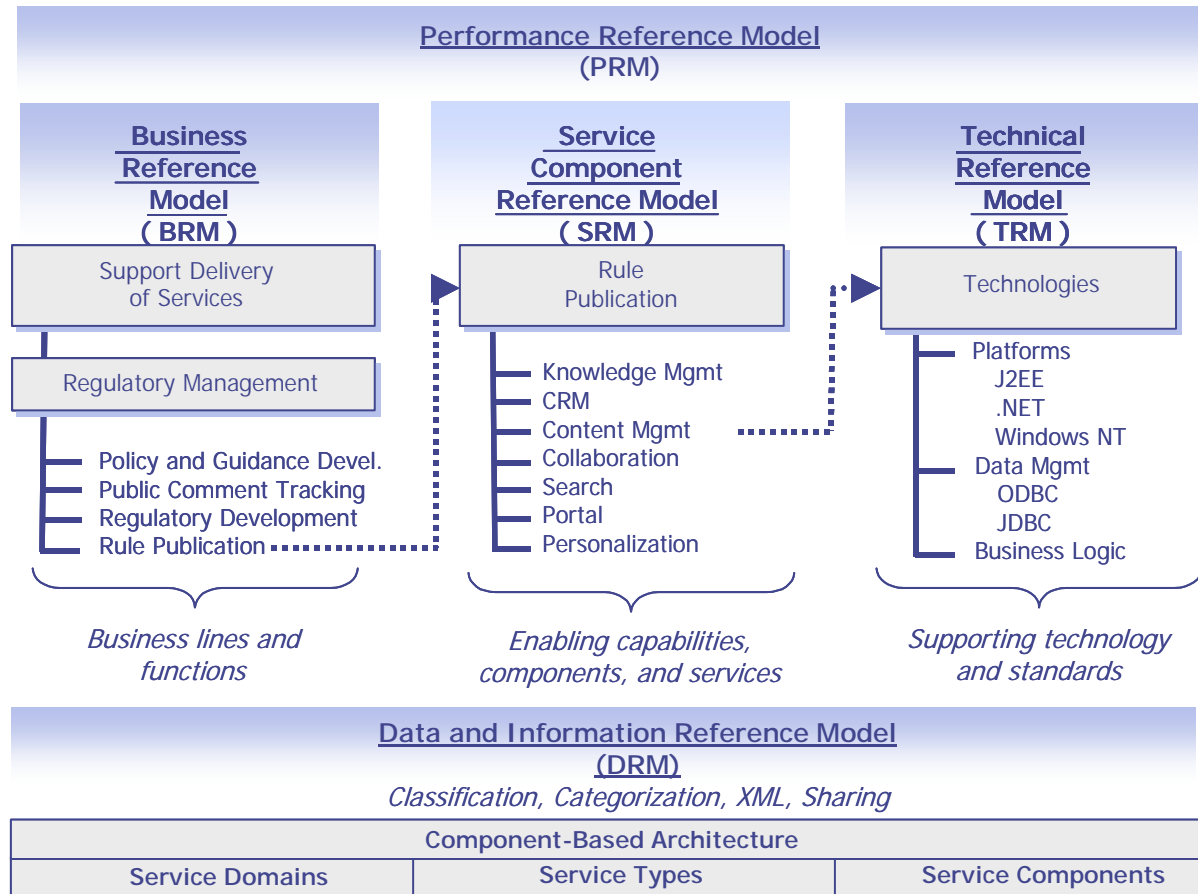 Performance Reference Model
(PRM)
Business
Reference
Model
( BRM )
Support Delivery
of Services
Regulatory Management
Policy and Guidance Devel.
Public Comment Tracking
Regulatory Development
Rule Publication
Business lines and
functions
Service
Component
Reference Model
( SRM )
Rule
Publication
Knowledge Mgmt
CRM
Content Mgmt
Collaboration
Search
Portal
Personalization
Enabling capabilities,
components, and services
Technical
Reference
Model
( TRM )
Technologies
Platforms
J2EE
.NET
Windows NT
Data Mgmt
ODBC
JDBC
Business Logic
Supporting technology
and standards
Data and Information Reference Model
(DRM)
Classification, Categorization, XML, Sharing
Component-Based Architecture
Service Domains
Service Types
Service Components